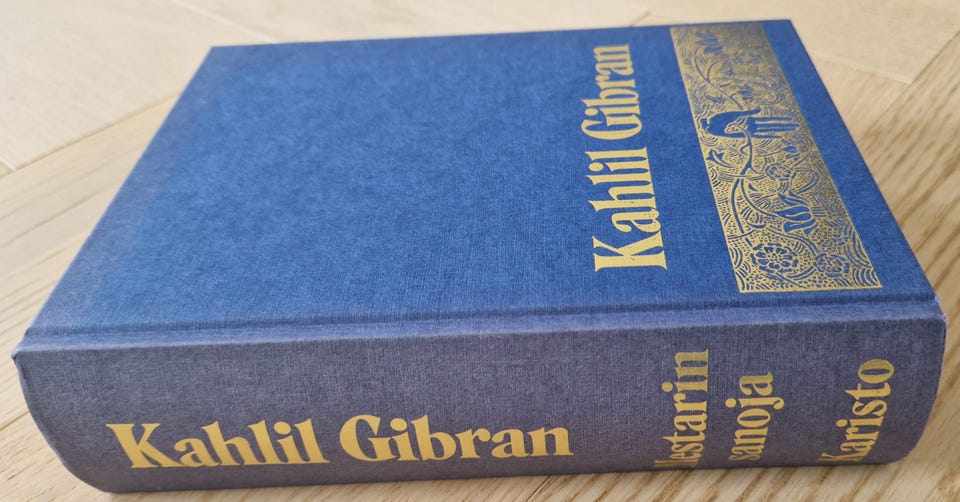 Kahlil Gibran
Kahlil Gibran
Mestarin
sanoja
Karisto